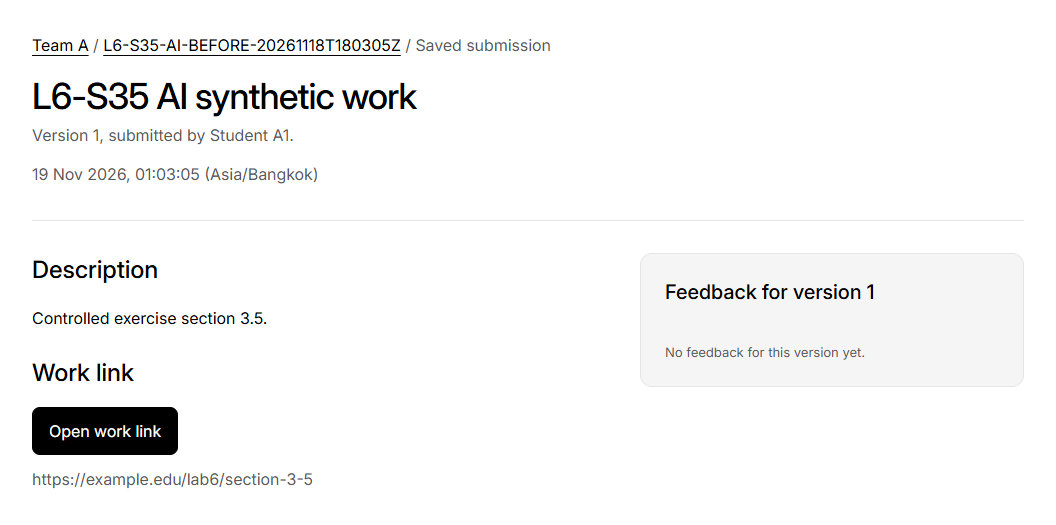 Team A / L6-S35-AI-BEFORE-20261118T180305Z / Saved submission
L6-S35 AI synthetic work
Version 1, submitted by Student A1.
19 Nov 2026, 01:03:05 (Asia/Bangkok)
Description
Controlled exercise section 3.5.
Work link
Open work link
https://example.edu/lab6/section-3-5
Feedback for version 1
No feedback for this version yet.